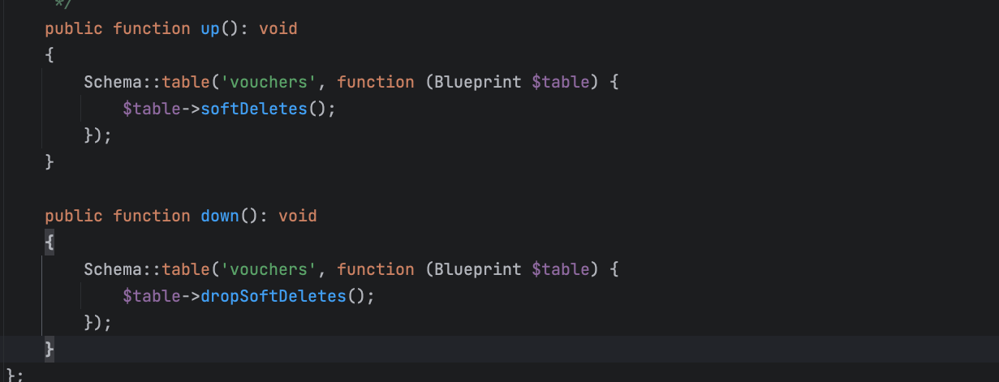 */
public function up(): void
{
Schema::table('vouchers', function (Blueprint $table) {
$table->softDeletes();
});
}
public function down(): void
{
Schema::table('vouchers', function (Blueprint $table) {
$table->dropSoftDeletes();
});
}
};